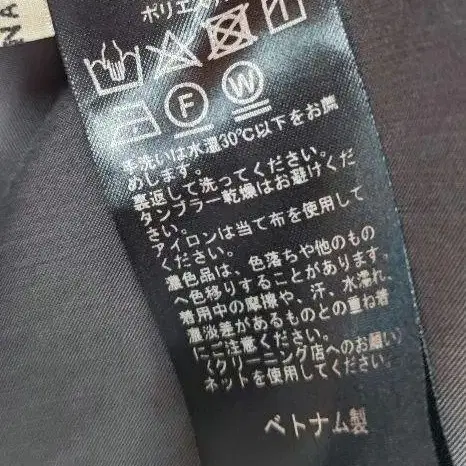 NA
ポリエステル
F
W
手洗いは水温30℃以下をお薦
めします。
裏返して洗ってください。
タンブラー乾燥はお避けくだ
さい。
アイロンは当て布を使用して
ください。
濃色品は、色落ちや他のもの
へ色移りすることがあります。
着用中の摩擦や、汗、水濡れ、
濃淡差があるものとの重ね着
にご注意ください。
〈クリーニング店へのお願い〉
ネットを使用してください。
ベトナム製